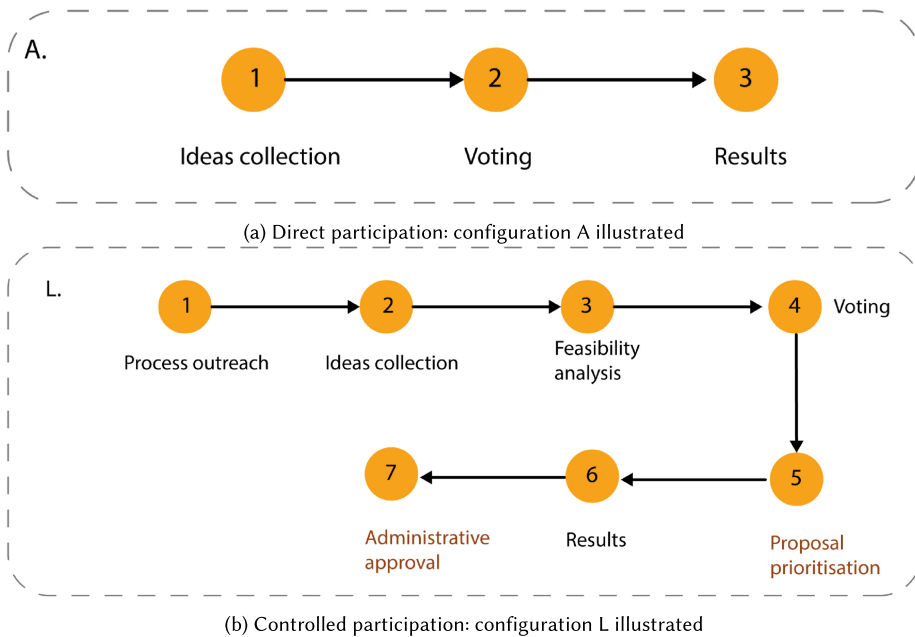 A.
1 2 3
Ideas collection Voting Results
(a) Direct participation: configuration A illustrated
L.
1 2 3 4 Voting
Process outreach Ideas collection Feasibility
analysis
7 6 5
Administrative
approval
Results
Proposal
prioritisation
(b) Controlled participation: configuration L illustrated